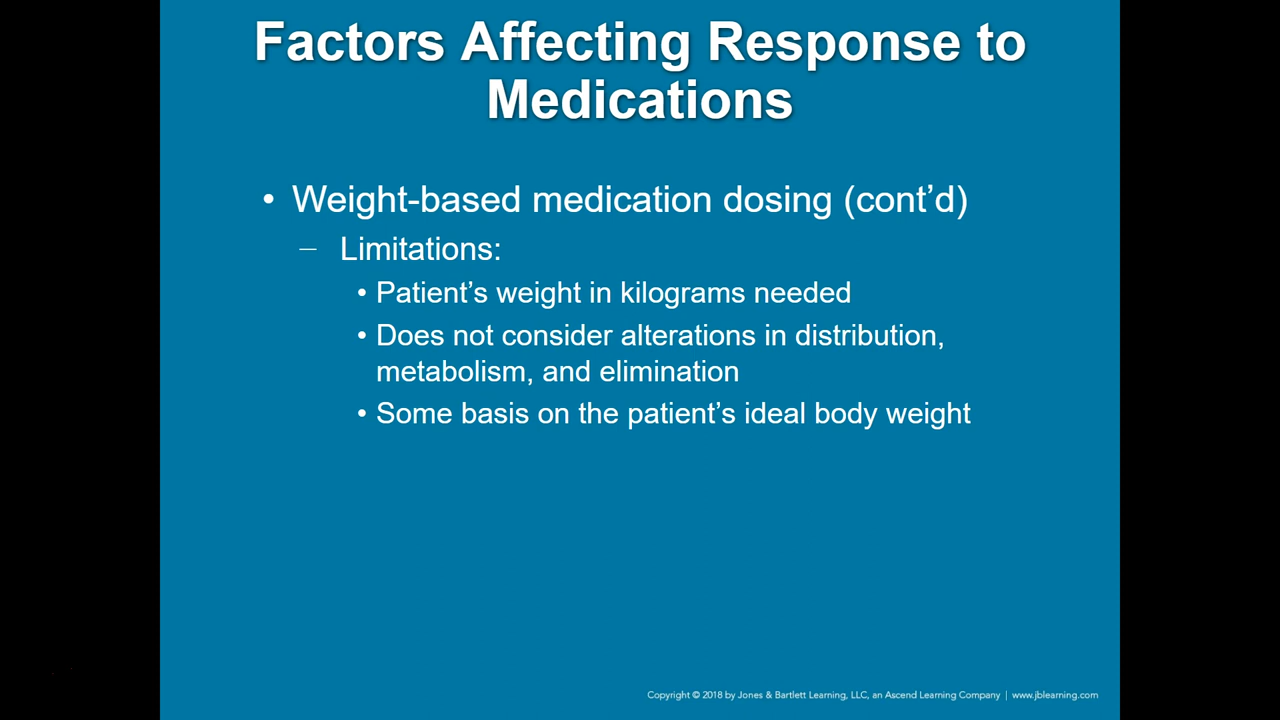 Factors Affecting Response to
Medications
• Weight-based medication dosing (cont’d)
– Limitations:
• Patient’s weight in kilograms needed
• Does not consider alterations in distribution,
metabolism, and elimination
• Some basis on the patient’s ideal body weight
Copyright © 2018 by Jones & Bartlett Learning, LLC, an Ascend Learning Company | www.jblearning.com